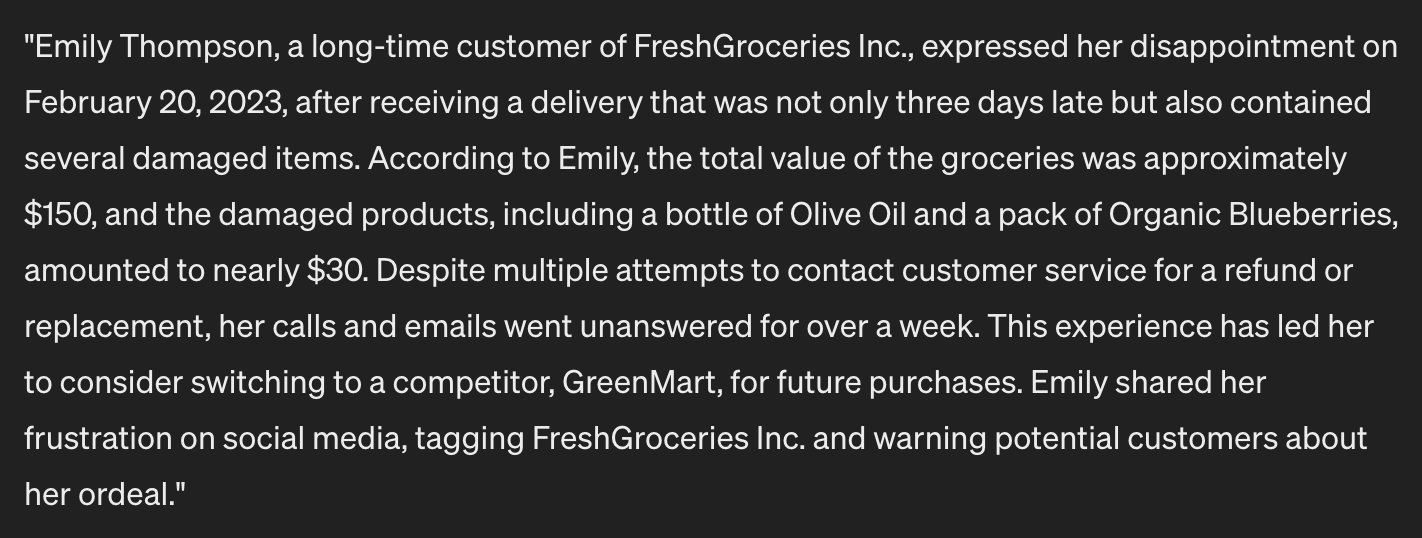 "Emily Thompson, a long-time customer of FreshGroceries Inc., expressed her disappointment on
February 20, 2023, after receiving a delivery that was not only three days late but also contained
several damaged items. According to Emily, the total value of the groceries was approximately
$150, and the damaged products, including a bottle of Olive Oil and a pack of Organic Blueberries,
amounted to nearly $30. Despite multiple attempts to contact customer service for a refund or
replacement, her calls and emails went unanswered for over a week. This experience has led her
to consider switching to a competitor, GreenMart, for future purchases. Emily shared her
frustration on social media, tagging FreshGroceries Inc. and warning potential customers about
her ordeal."